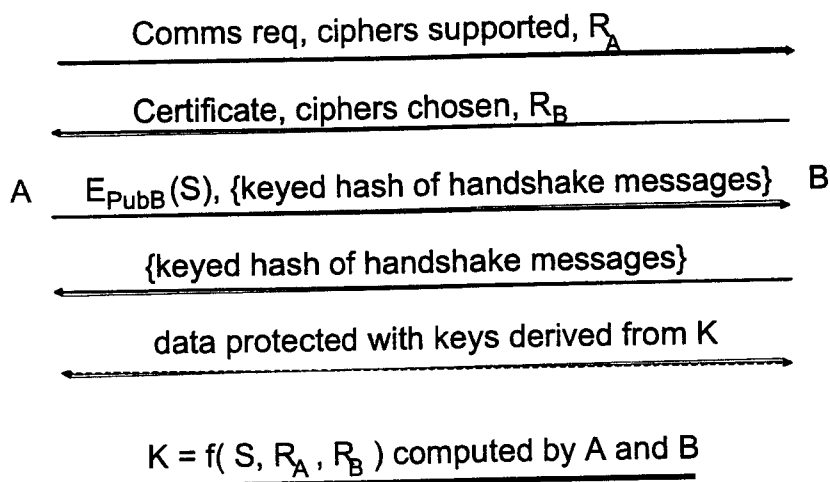 Comms req, ciphers supported, R_A
Certificate, ciphers chosen, R_B
A E_PubB(S), {keyed hash of handshake messages} B
{keyed hash of handshake messages}
data protected with keys derived from K
K = f( S, R_A , R_B ) computed by A and B